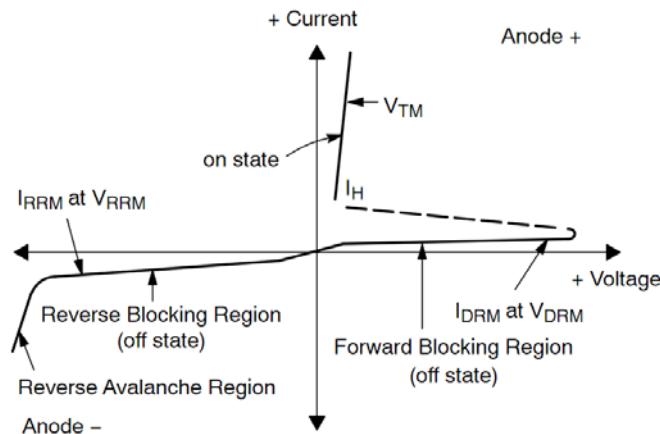 + Current
Anode +
V_TM
on state
I_H
I_RRM at V_RRM
+ Voltage
Reverse Blocking Region
(off state)
I_DRM at V_DRM
Forward Blocking Region
(off state)
Reverse Avalanche Region
Anode –